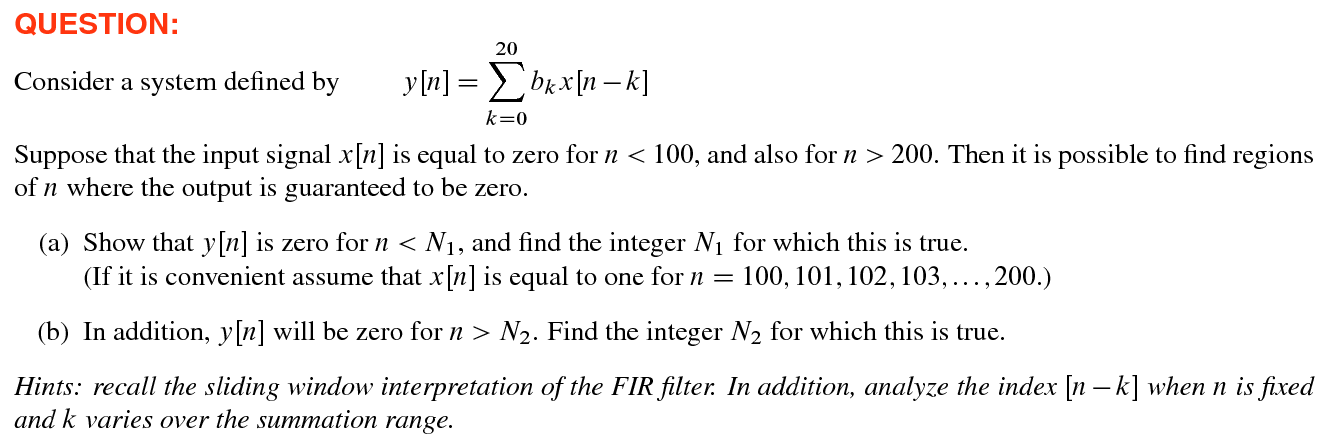 QUESTION:
Consider a system defined by y[n] = \sum_{k=0}^{20} b_k x[n − k]
Suppose that the input signal x[n] is equal to zero for n < 100, and also for n > 200. Then it is possible to find regions
of n where the output is guaranteed to be zero.
(a) Show that y[n] is zero for n < N₁, and find the integer N₁ for which this is true.
(If it is convenient assume that x[n] is equal to one for n = 100, 101, 102, 103, . . . , 200.)
(b) In addition, y[n] will be zero for n > N₂. Find the integer N₂ for which this is true.
Hints: recall the sliding window interpretation of the FIR filter. In addition, analyze the index [n − k] when n is fixed
and k varies over the summation range.